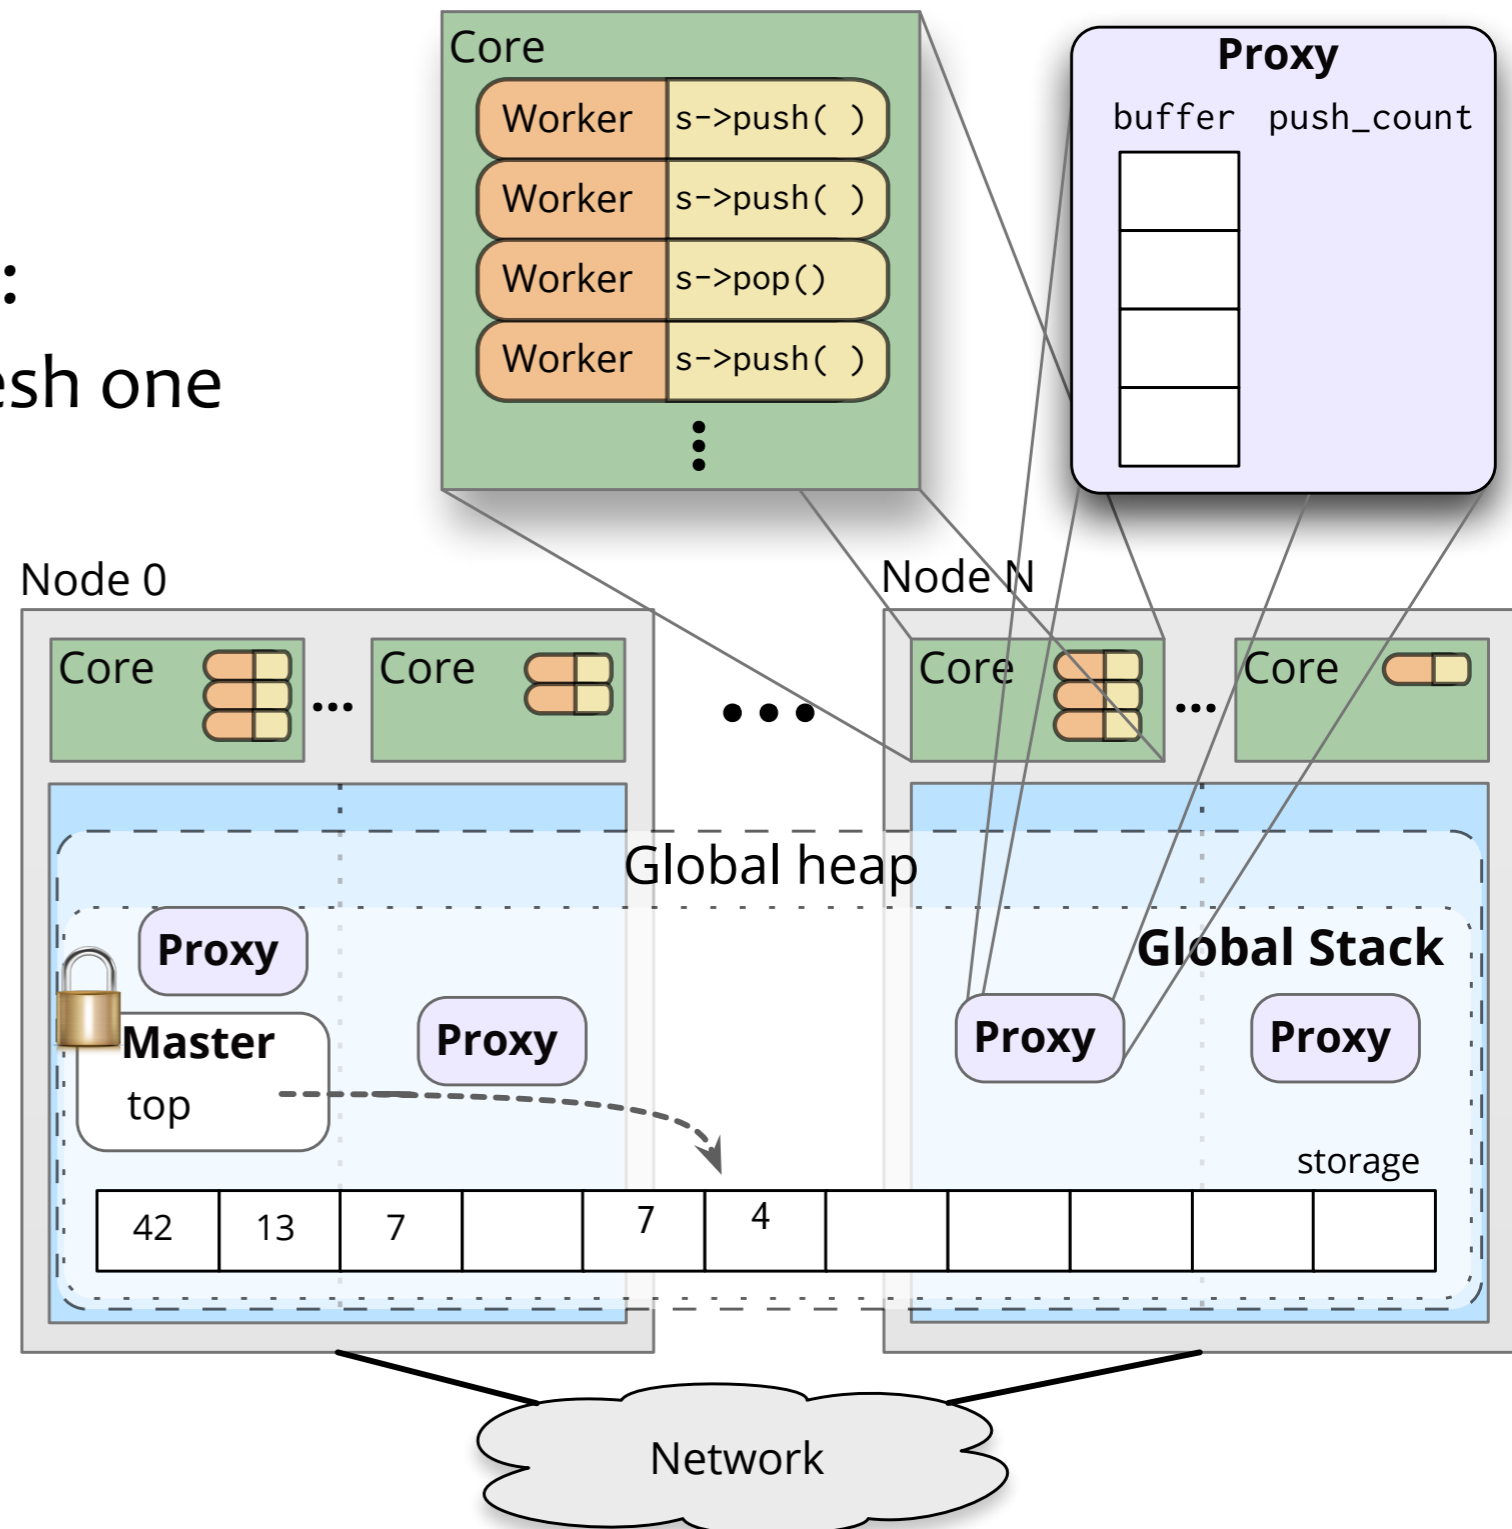 :
esh one
Core
Worker s->push( )
Worker s->push( )
Worker s->pop()
Worker s->push( )
Proxy
buffer push_count
Node 0
Node N
Core ... Core
...
Core ... Core
Global heap
Global Stack
Proxy
Proxy
Proxy
Proxy
Master
top
storage
42 13 7 7 4
Network